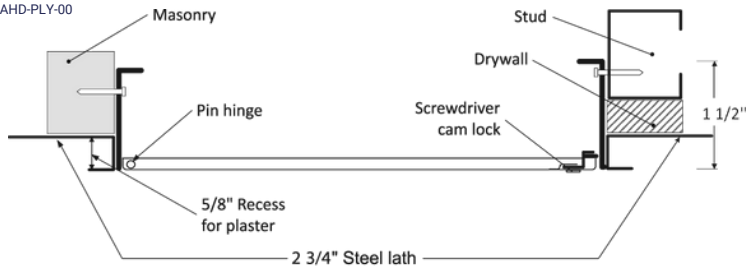 AHD-PLY-00
Masonry
Stud
Drywall
Pin hinge
Screwdriver
cam lock
1 1/2"
5/8" Recess
for plaster
2 3/4" Steel lath